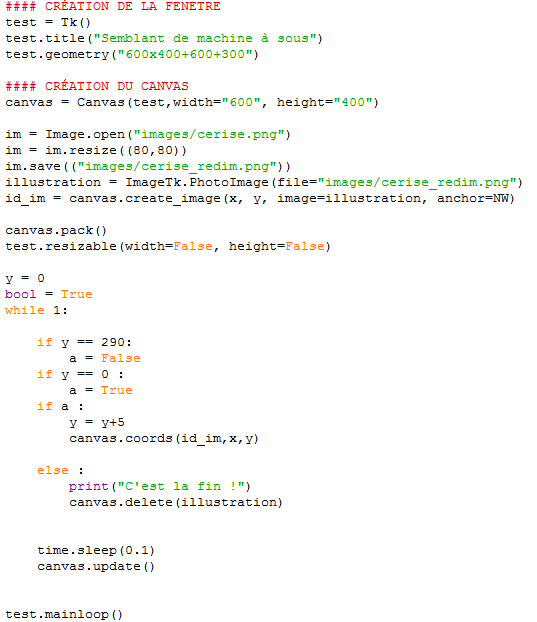 #### CRÉATION DE LA FENETRE
test = Tk()
test.title("Semblant de machine à sous")
test.geometry("600x400+600+300")
#### CRÉATION DU CANVAS
canvas = Canvas(test,width="600", height="400")
im = Image.open("images/cerise.png")
im = im.resize((80,80))
im.save(("images/cerise_redim.png"))
illustration = ImageTk.PhotoImage(file="images/cerise_redim.png")
id_im = canvas.create_image(x, y, image=illustration, anchor=NW)
canvas.pack()
test.resizable(width=False, height=False)
y = 0
bool = True
while 1:
    if y == 290:
        a = False
    if y == 0 :
        a = True
    if a :
        y = y+5
        canvas.coords(id_im,x,y)
    else :
        print("C'est la fin !")
        canvas.delete(illustration)
    time.sleep(0.1)
    canvas.update()
test.mainloop()